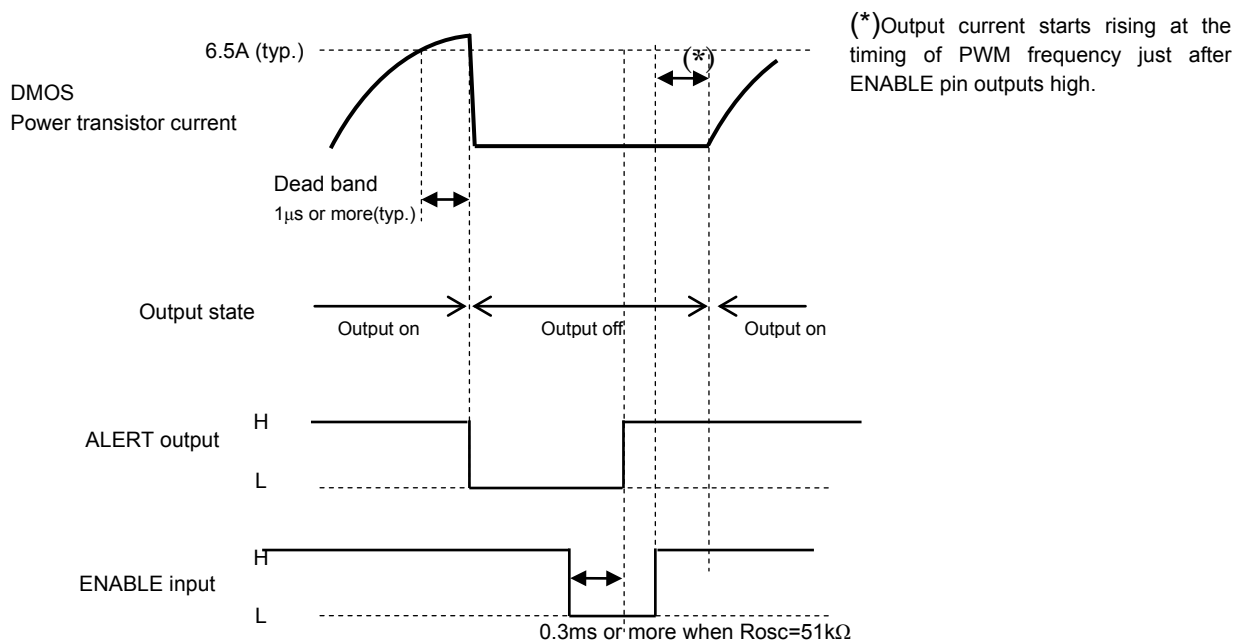 (*)Output current starts rising at the
timing of PWM frequency just after
ENABLE pin outputs high.
6.5A (typ.)
(*)
DMOS
Power transistor current
Dead band
1μs or more(typ.)
Output state
Output on
Output off
Output on
ALERT output
H
L
ENABLE input
H
L
0.3ms or more when Rosc=51kΩ